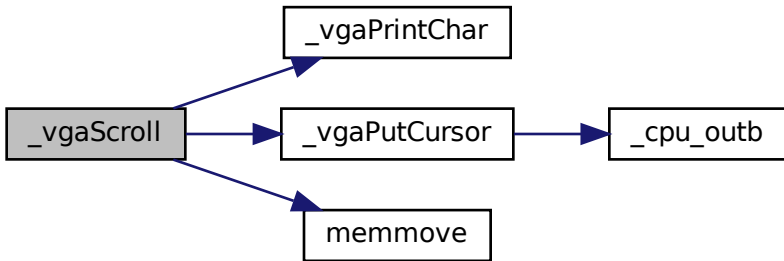 _vgaPrintChar
_vgaScroll
_vgaPutCursor
_cpu_outb
memmove